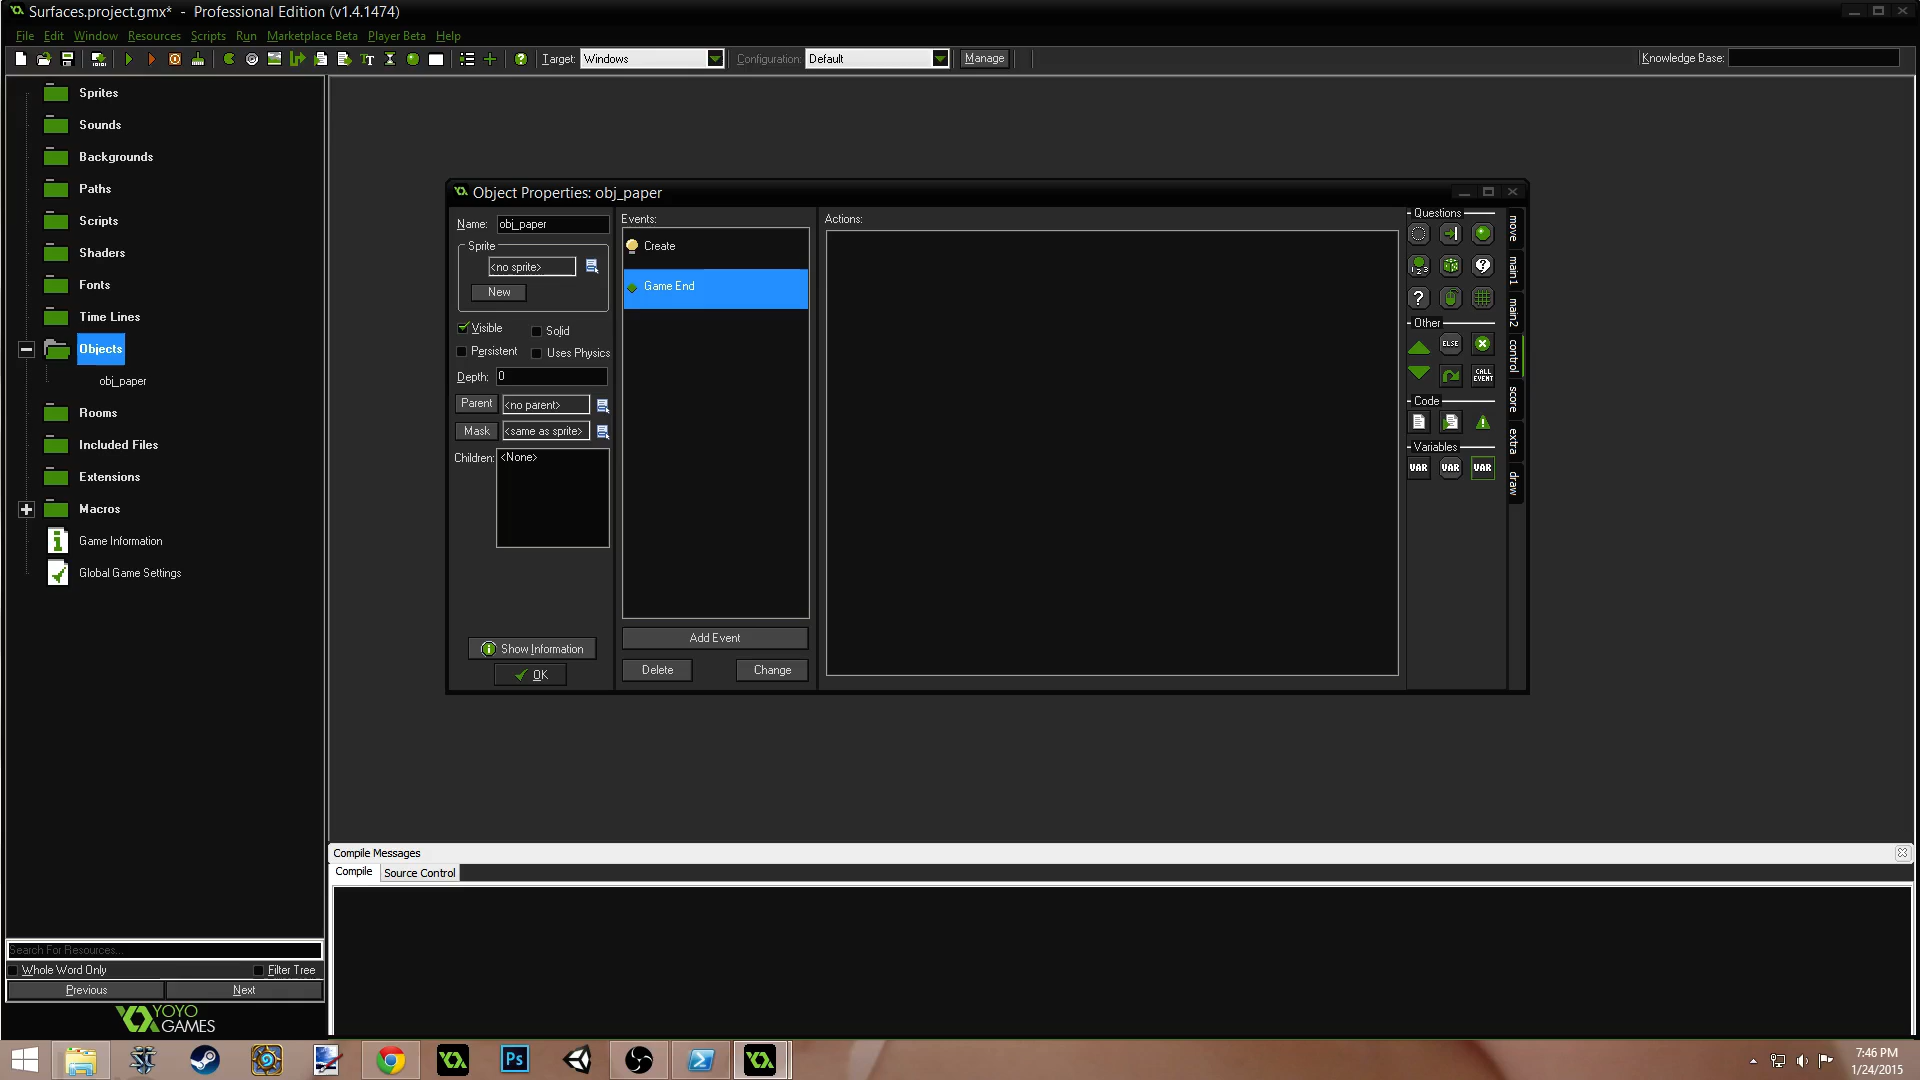 Surfaces.project.gmx* - Professional Edition (v1.4.1474)
File Edit Window Resources Scripts Run Marketplace Beta Player Beta Help
Target: Windows Configuration: Default Manage Knowledge Base:
Sprites
Sounds
Backgrounds
Paths
Scripts
Shaders
Fonts
Time Lines
Objects
obj_paper
Rooms
Included Files
Extensions
Macros
Game Information
Global Game Settings
Search For Resources...
Whole Word Only Filter Tree
Previous Next
YOYO
GAMES
Object Properties: obj_paper
Name: obj_paper
Sprite
<no sprite>
New
Visible Solid
Persistent Uses Physics
Depth: 0
Parent <no parent>
Mask <same as sprite>
Children: <None>
Show Information
OK
Events:
Create
Game End
Add Event
Delete Change
Actions:
Questions
1 2 3
?
?
Other
ELSE
CALL
EVENT
Code
Variables
VAR VAR VAR
move
main1
main2
control
score
extra
draw
Compile Messages
Compile Source Control
Ps
7:46 PM
1/24/2015